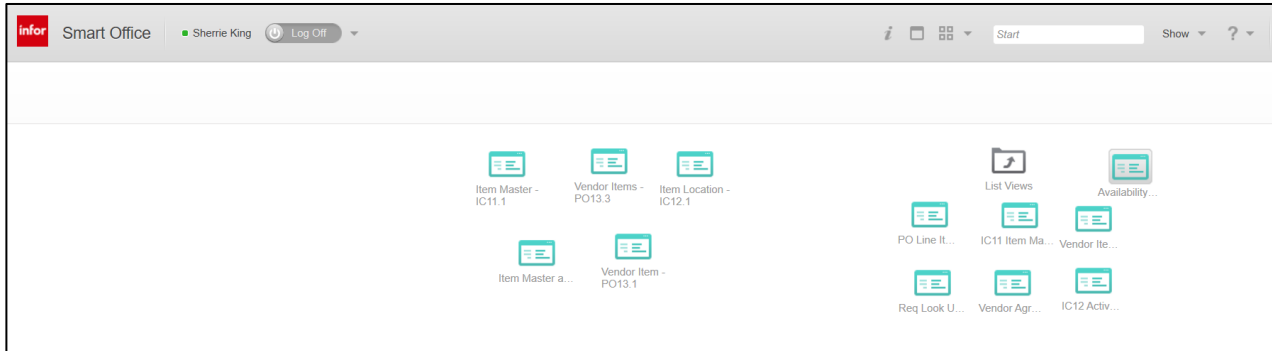 infor
Smart Office
Sherrie King
Log Off
Start
Show
?
Item Master -
IC11.1
Vendor Items -
PO13.3
Item Location -
IC12.1
Item Master a...
Vendor Item -
PO13.1
List Views
Availability...
PO Line It...
IC11 Item Ma...
Vendor Ite...
Req Look U...
Vendor Agr...
IC12 Activ...